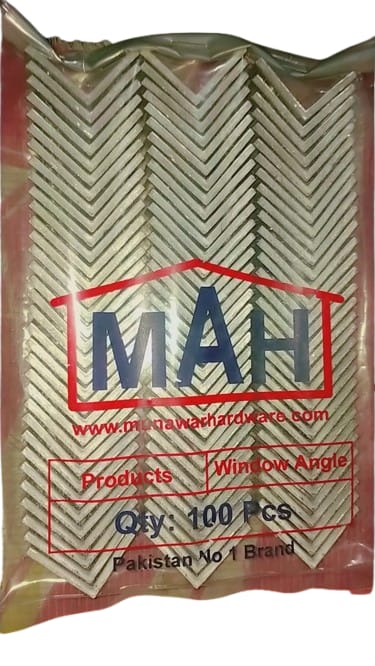 MAH
www.munawarhardware.com
Products Window Angle
Qty: 100 Pcs
Pakistan No 1 Brand